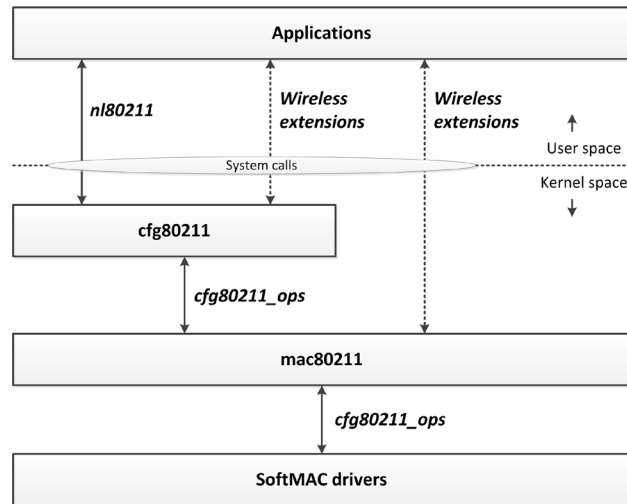 Applications
nl80211
Wireless
extensions
Wireless
extensions
User space
System calls
Kernel space
cfg80211
cfg80211_ops
mac80211
cfg80211_ops
SoftMAC drivers